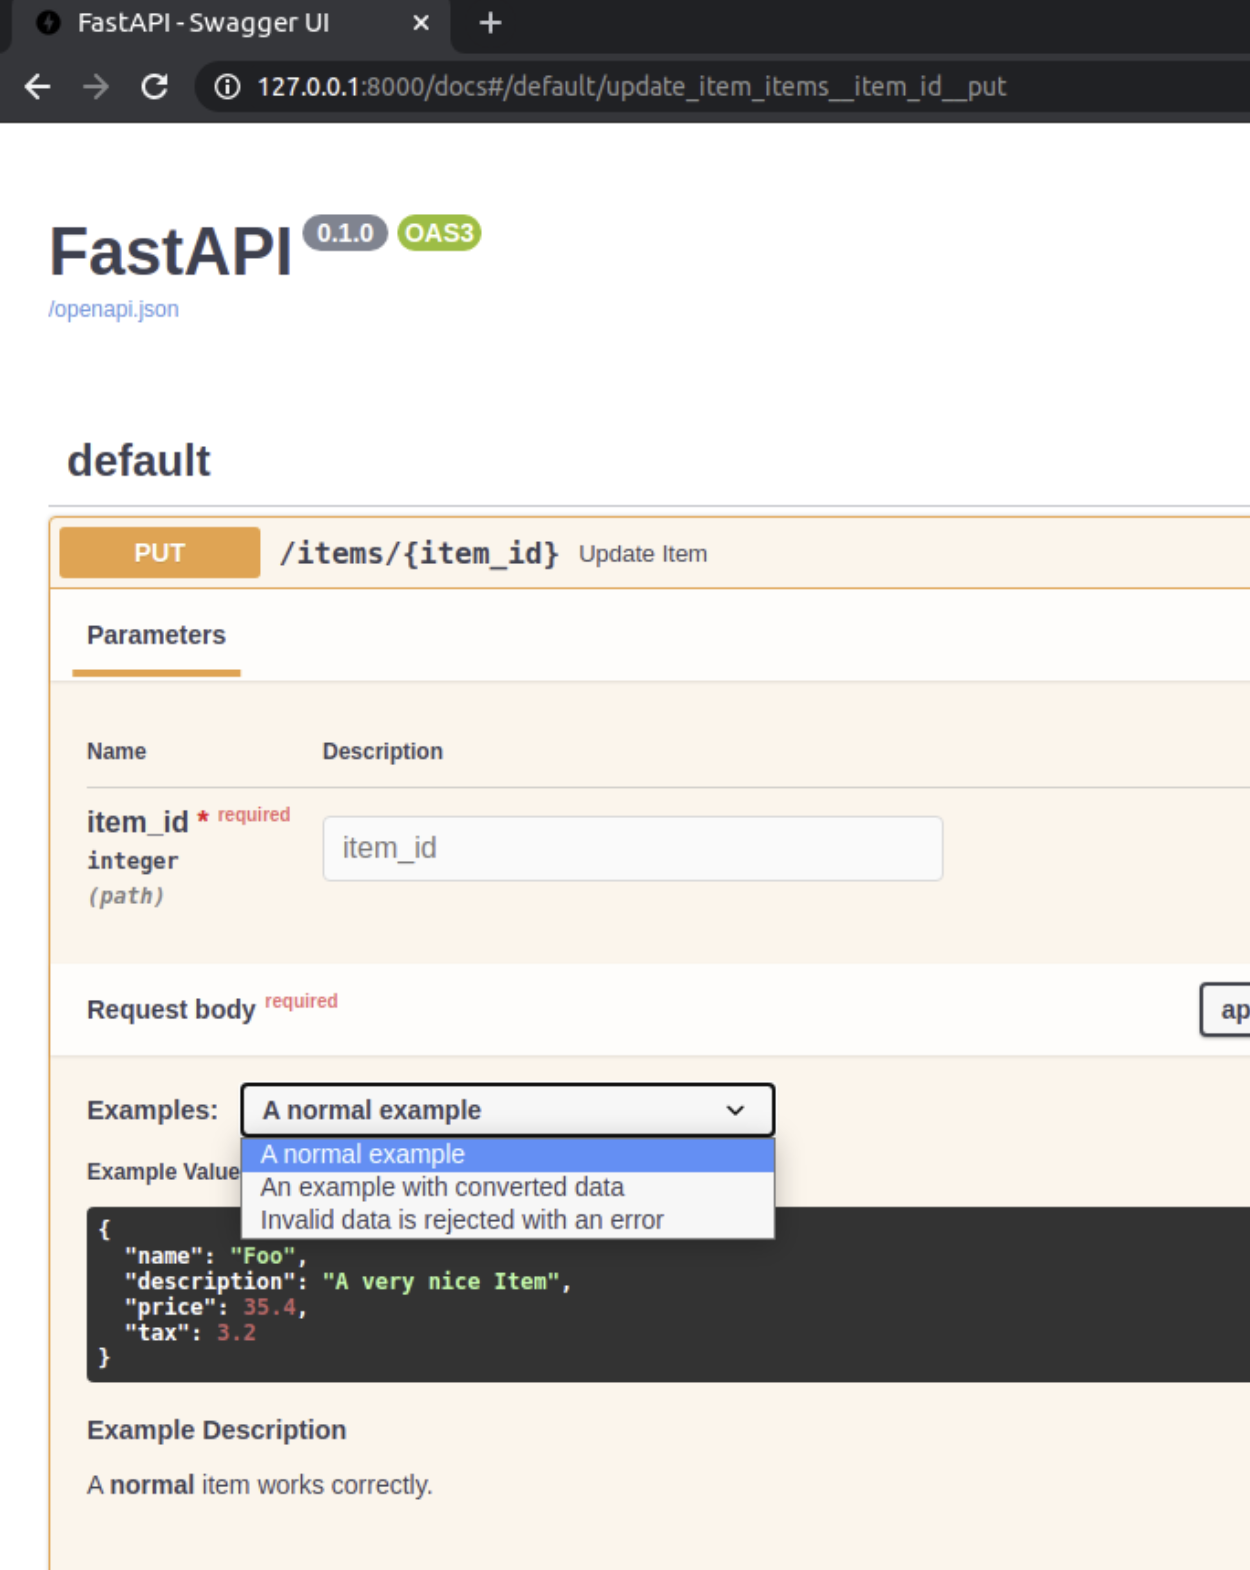 FastAPI - Swagger UI
127.0.0.1:8000/docs#/default/update_item_items__item_id__put
FastAPI 0.1.0 OAS3
/openapi.json
default
PUT /items/{item_id} Update Item
Parameters
Name Description
item_id * required
item_id
integer
(path)
Request body required
Examples: A normal example
A normal example
Example Value
An example with converted data
Invalid data is rejected with an error
{
"name": "Foo",
"description": "A very nice Item",
"price": 35.4,
"tax": 3.2
}
Example Description
A normal item works correctly.